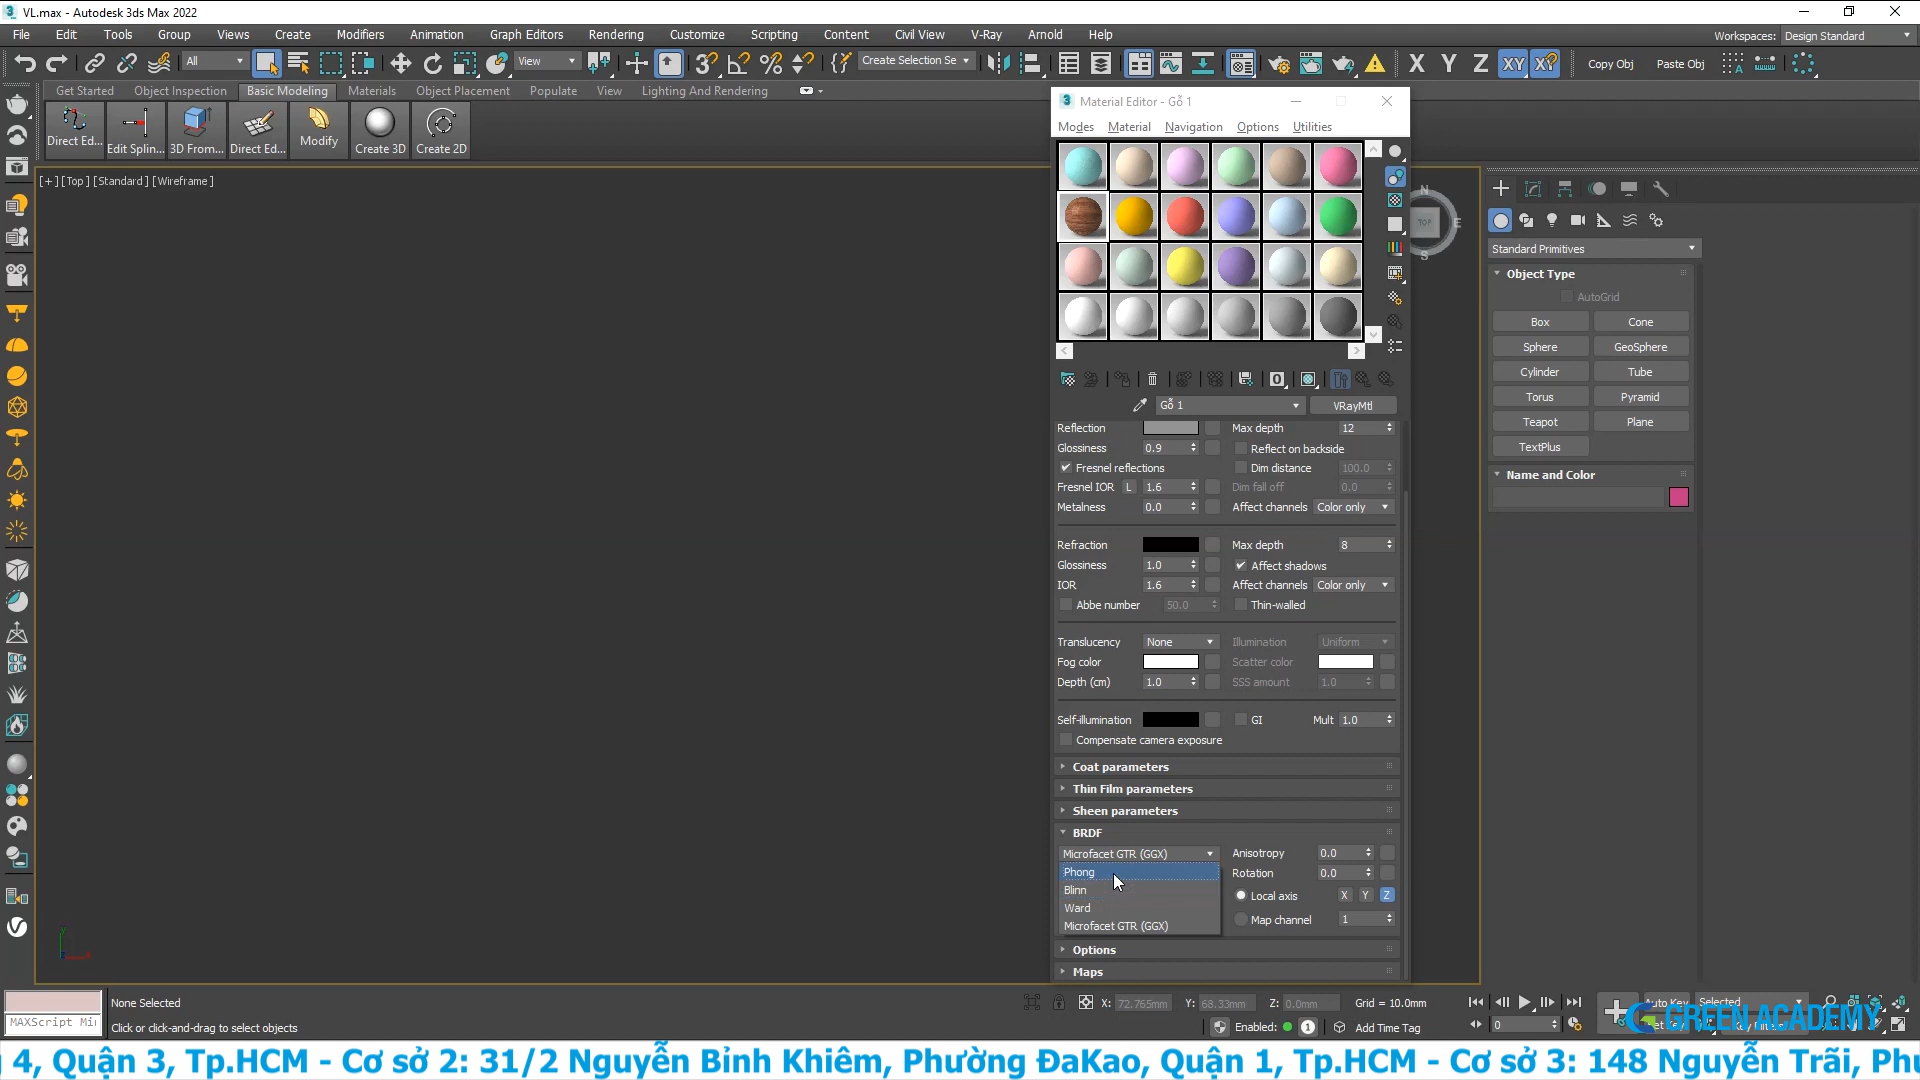 VL.max - Autodesk 3ds Max 2022
File Edit Tools Group Views Create Modifiers Animation Graph Editors Rendering Customize Scripting Content Civil View V-Ray Arnold Help
Workspaces: Design Standard
All View Create Selection Se X Y Z XY XY Copy Obj Paste Obj
Get Started Object Inspection Basic Modeling Materials Object Placement Populate View Lighting And Rendering
Direct Ed... Edit Splin... 3D From... Direct Ed... Modify Create 3D Create 2D
[+] [Top] [Standard] [Wireframe]
Material Editor - Gỗ 1
Modes Material Navigation Options Utilities
Gỗ 1 VRayMtl
Reflection Max depth 12
Glossiness 0.9 Reflect on backside
Fresnel reflections Dim distance 100.0
Fresnel IOR L 1.6 Dim fall off 0.0
Metalness 0.0 Affect channels Color only
Refraction Max depth 8
Glossiness 1.0 Affect shadows
IOR 1.6 Affect channels Color only
Abbe number 50.0 Thin-walled
Translucency None Illumination Uniform
Fog color Scatter color
Depth (cm) 1.0 SSS amount 1.0
Self-illumination GI Mult 1.0
Compensate camera exposure
Coat parameters
Thin Film parameters
Sheen parameters
BRDF
Microfacet GTR (GGX) Anisotropy 0.0
Phong Rotation 0.0
Blinn Local axis X Y Z
Ward
Map channel 1
Microfacet GTR (GGX)
Options
Maps
N
TOP E
S
Standard Primitives
Object Type
AutoGrid
Box Cone
Sphere GeoSphere
Cylinder Tube
Torus Pyramid
Teapot Plane
TextPlus
Name and Color
None Selected X: 72.765mm Y: 68.33mm Z: 0.0mm Grid = 10.0mm Auto Key Selected
MAXScript Mi Click or click-and-drag to select objects Enabled: 1 Add Time Tag 0
GREEN ACADEMY
4, Quận 3, Tp.HCM - Cơ sở 2: 31/2 Nguyễn Bỉnh Khiêm, Phường ĐaKao, Quận 1, Tp.HCM - Cơ sở 3: 148 Nguyễn Trãi, Phư